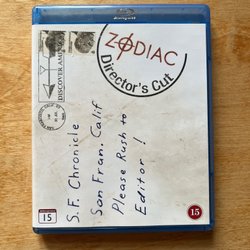 DISCOVER AMERICA
ZODIAC
Director's Cut
S.F. Chronicle
San Fran. Calif
Please Rush to
Editor !
15
15